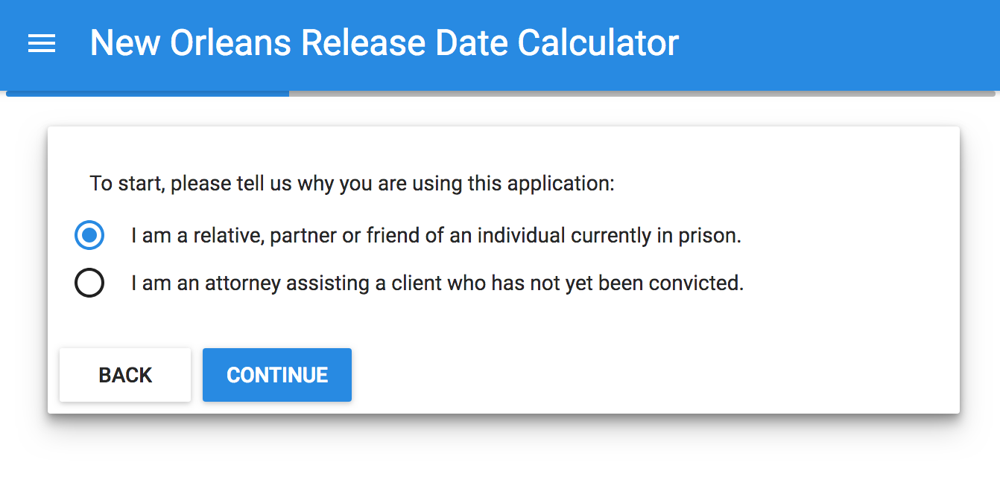 New Orleans Release Date Calculator
To start, please tell us why you are using this application:
I am a relative, partner or friend of an individual currently in prison.
I am an attorney assisting a client who has not yet been convicted.
BACK
CONTINUE